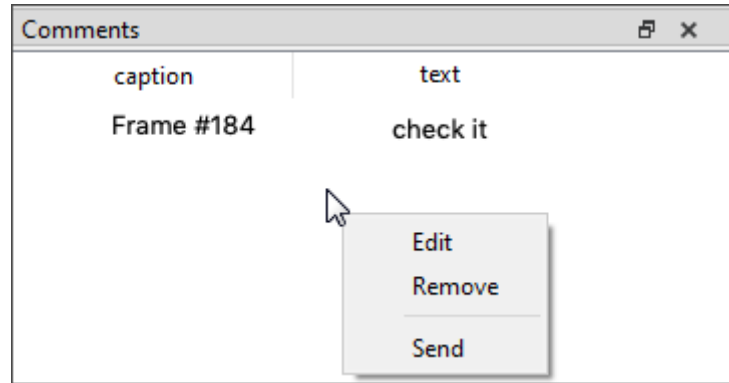 Comments
caption text
Frame #184 check it
Edit
Remove
Send